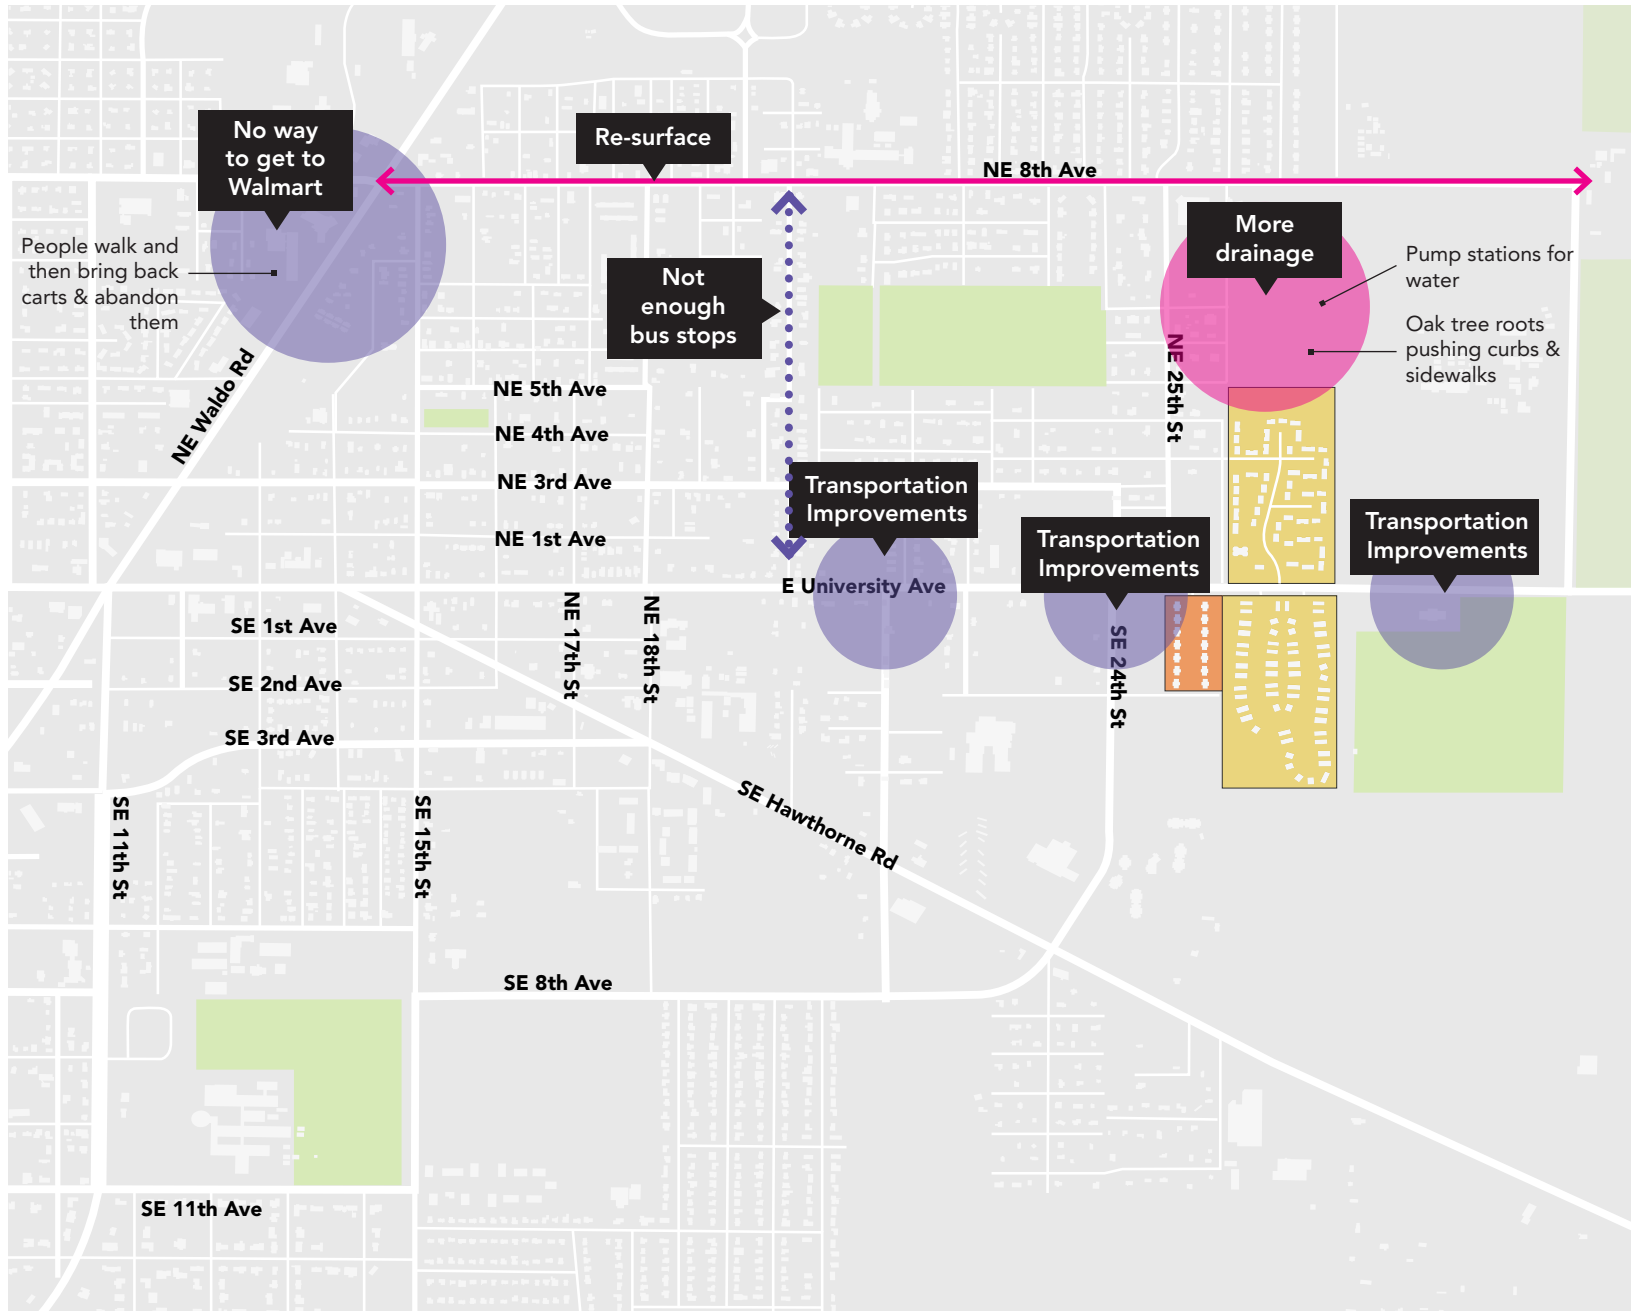 No way
to get to
Walmart
Re-surface
NE 8th Ave
People walk and
then bring back
carts & abandon
them
Not
enough
bus stops
More
drainage
Pump stations for
water
Oak tree roots
pushing curbs &
sidewalks
NE Waldo Rd
NE 25th St
NE 5th Ave
NE 4th Ave
NE 3rd Ave
NE 1st Ave
Transportation
Improvements
Transportation
Improvements
Transportation
Improvements
E University Ave
SE 1st Ave
SE 2nd Ave
SE 3rd Ave
NE 17th St
NE 18th St
SE 24th St
SE Hawthorne Rd
SE 11th St
SE 15th St
SE 8th Ave
SE 11th Ave